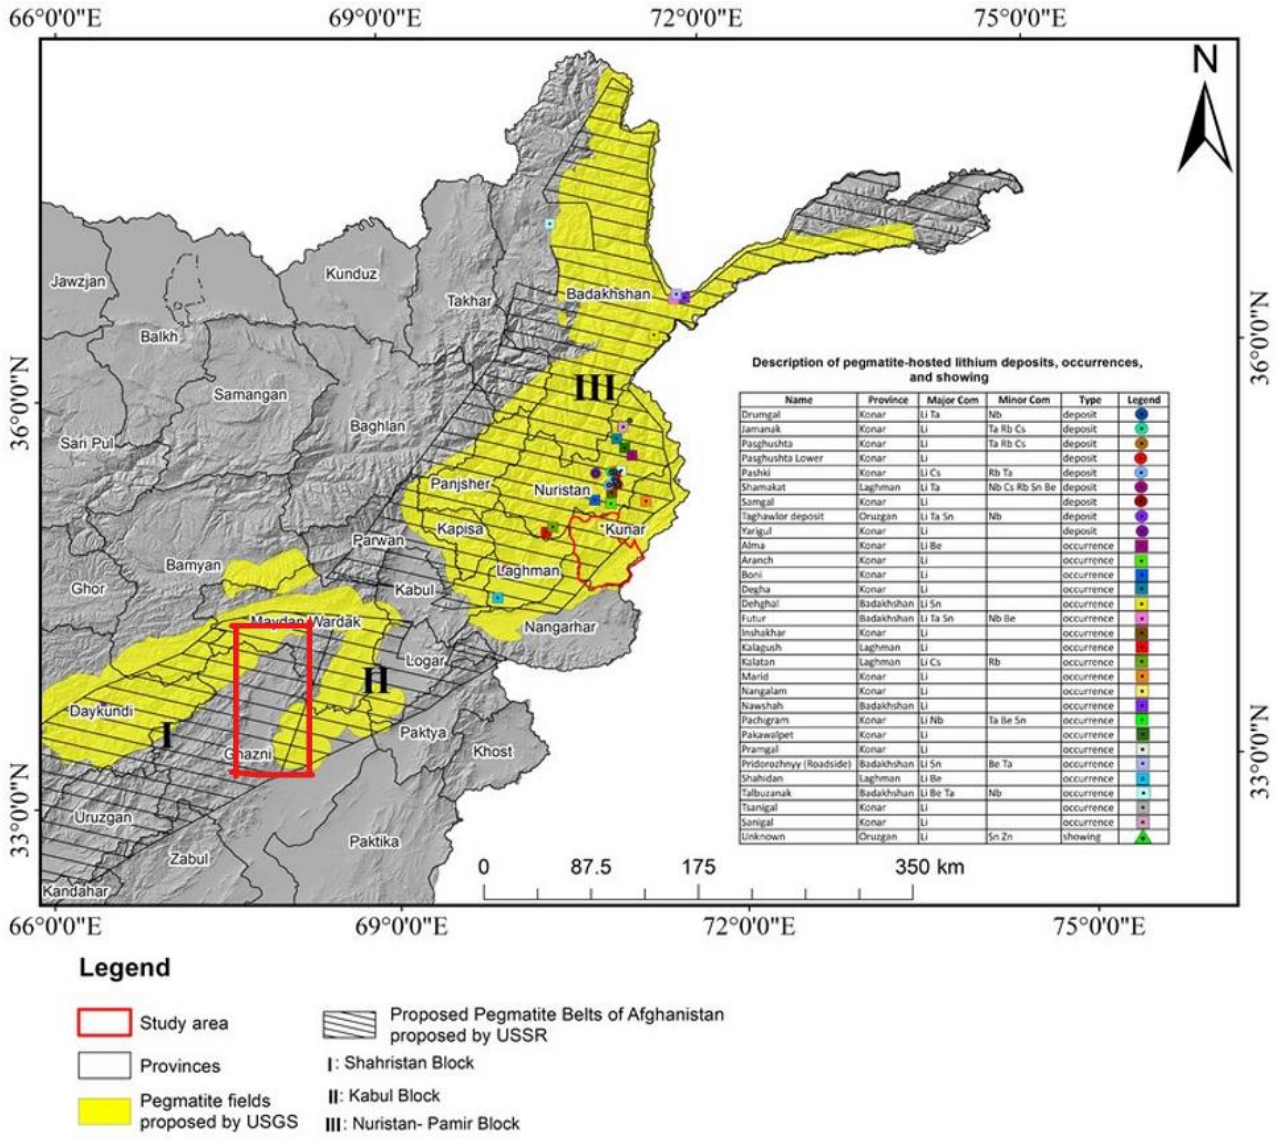 66°0'0"E 69°0'0"E 72°0'0"E 75°0'0"E
N
Jawzjan
Kunduz
Takhar
Badakhshan
Balkh
36°0'0"N
36°0'0"N
III
Samangan
Baghlan
Sari Pul
Panjsher
Nuristan
Kapisa
Kunar
Parwan
Bamyan
Laghman
Ghor
Kabul
Maydan Wardak
Nangarhar
Logar
II
Daykundi
I
Paktya
Ghazni
Khost
33°0'0"N
33°0'0"N
Uruzgan
Paktika
Zabul
Kandahar
Description of pegmatite-hosted lithium deposits, occurrences,
and showing
Name Province Major Com Minor Com Type Legend
Drumgal Konar Li Ta Nb deposit
Jamanak Konar Li Ta Rb Cs deposit
Pasghushta Konar Li Ta Rb Cs deposit
Pasghushta Lower Konar Li deposit
Pashki Konar Li Cs Rb Ta deposit
Shamakat Laghman Li Ta Nb Cs Rb Sn Be deposit
Samgal Konar Li deposit
Taghawlor deposit Oruzgan Li Ta Sn Nb deposit
Yarigul Konar Li deposit
Alma Konar Li Be occurrence
Aranch Konar Li occurrence
Boni Konar Li occurrence
Degha Konar Li occurrence
Dehghal Badakhshan Li Sn occurrence
Futur Badakhshan Li Ta Sn Nb Be occurrence
Inshakhar Konar Li occurrence
Kalagush Laghman Li occurrence
Kalatan Laghman Li Cs Rb occurrence
Marid Konar Li occurrence
Nangalam Konar Li occurrence
Nawshah Badakhshan Li occurrence
Pachigram Konar Li Nb Ta Be Sn occurrence
Pakawalpet Konar Li occurrence
Pramgal Konar Li occurrence
Pridorozhnyy (Roadside) Badakhshan Li Sn Be Ta occurrence
Shahidan Laghman Li Be occurrence
Talbuzanak Badakhshan Li Be Ta Nb occurrence
Tsanigal Konar Li occurrence
Sanigal Konar Li occurrence
Unknown Oruzgan Li Sn Zn showing
0 87.5 175 350 km
66°0'0"E 69°0'0"E 72°0'0"E 75°0'0"E
Legend
Study area
Provinces
Pegmatite fields
proposed by USGS
Proposed Pegmatite Belts of Afghanistan
proposed by USSR
I: Shahristan Block
II: Kabul Block
III: Nuristan- Pamir Block